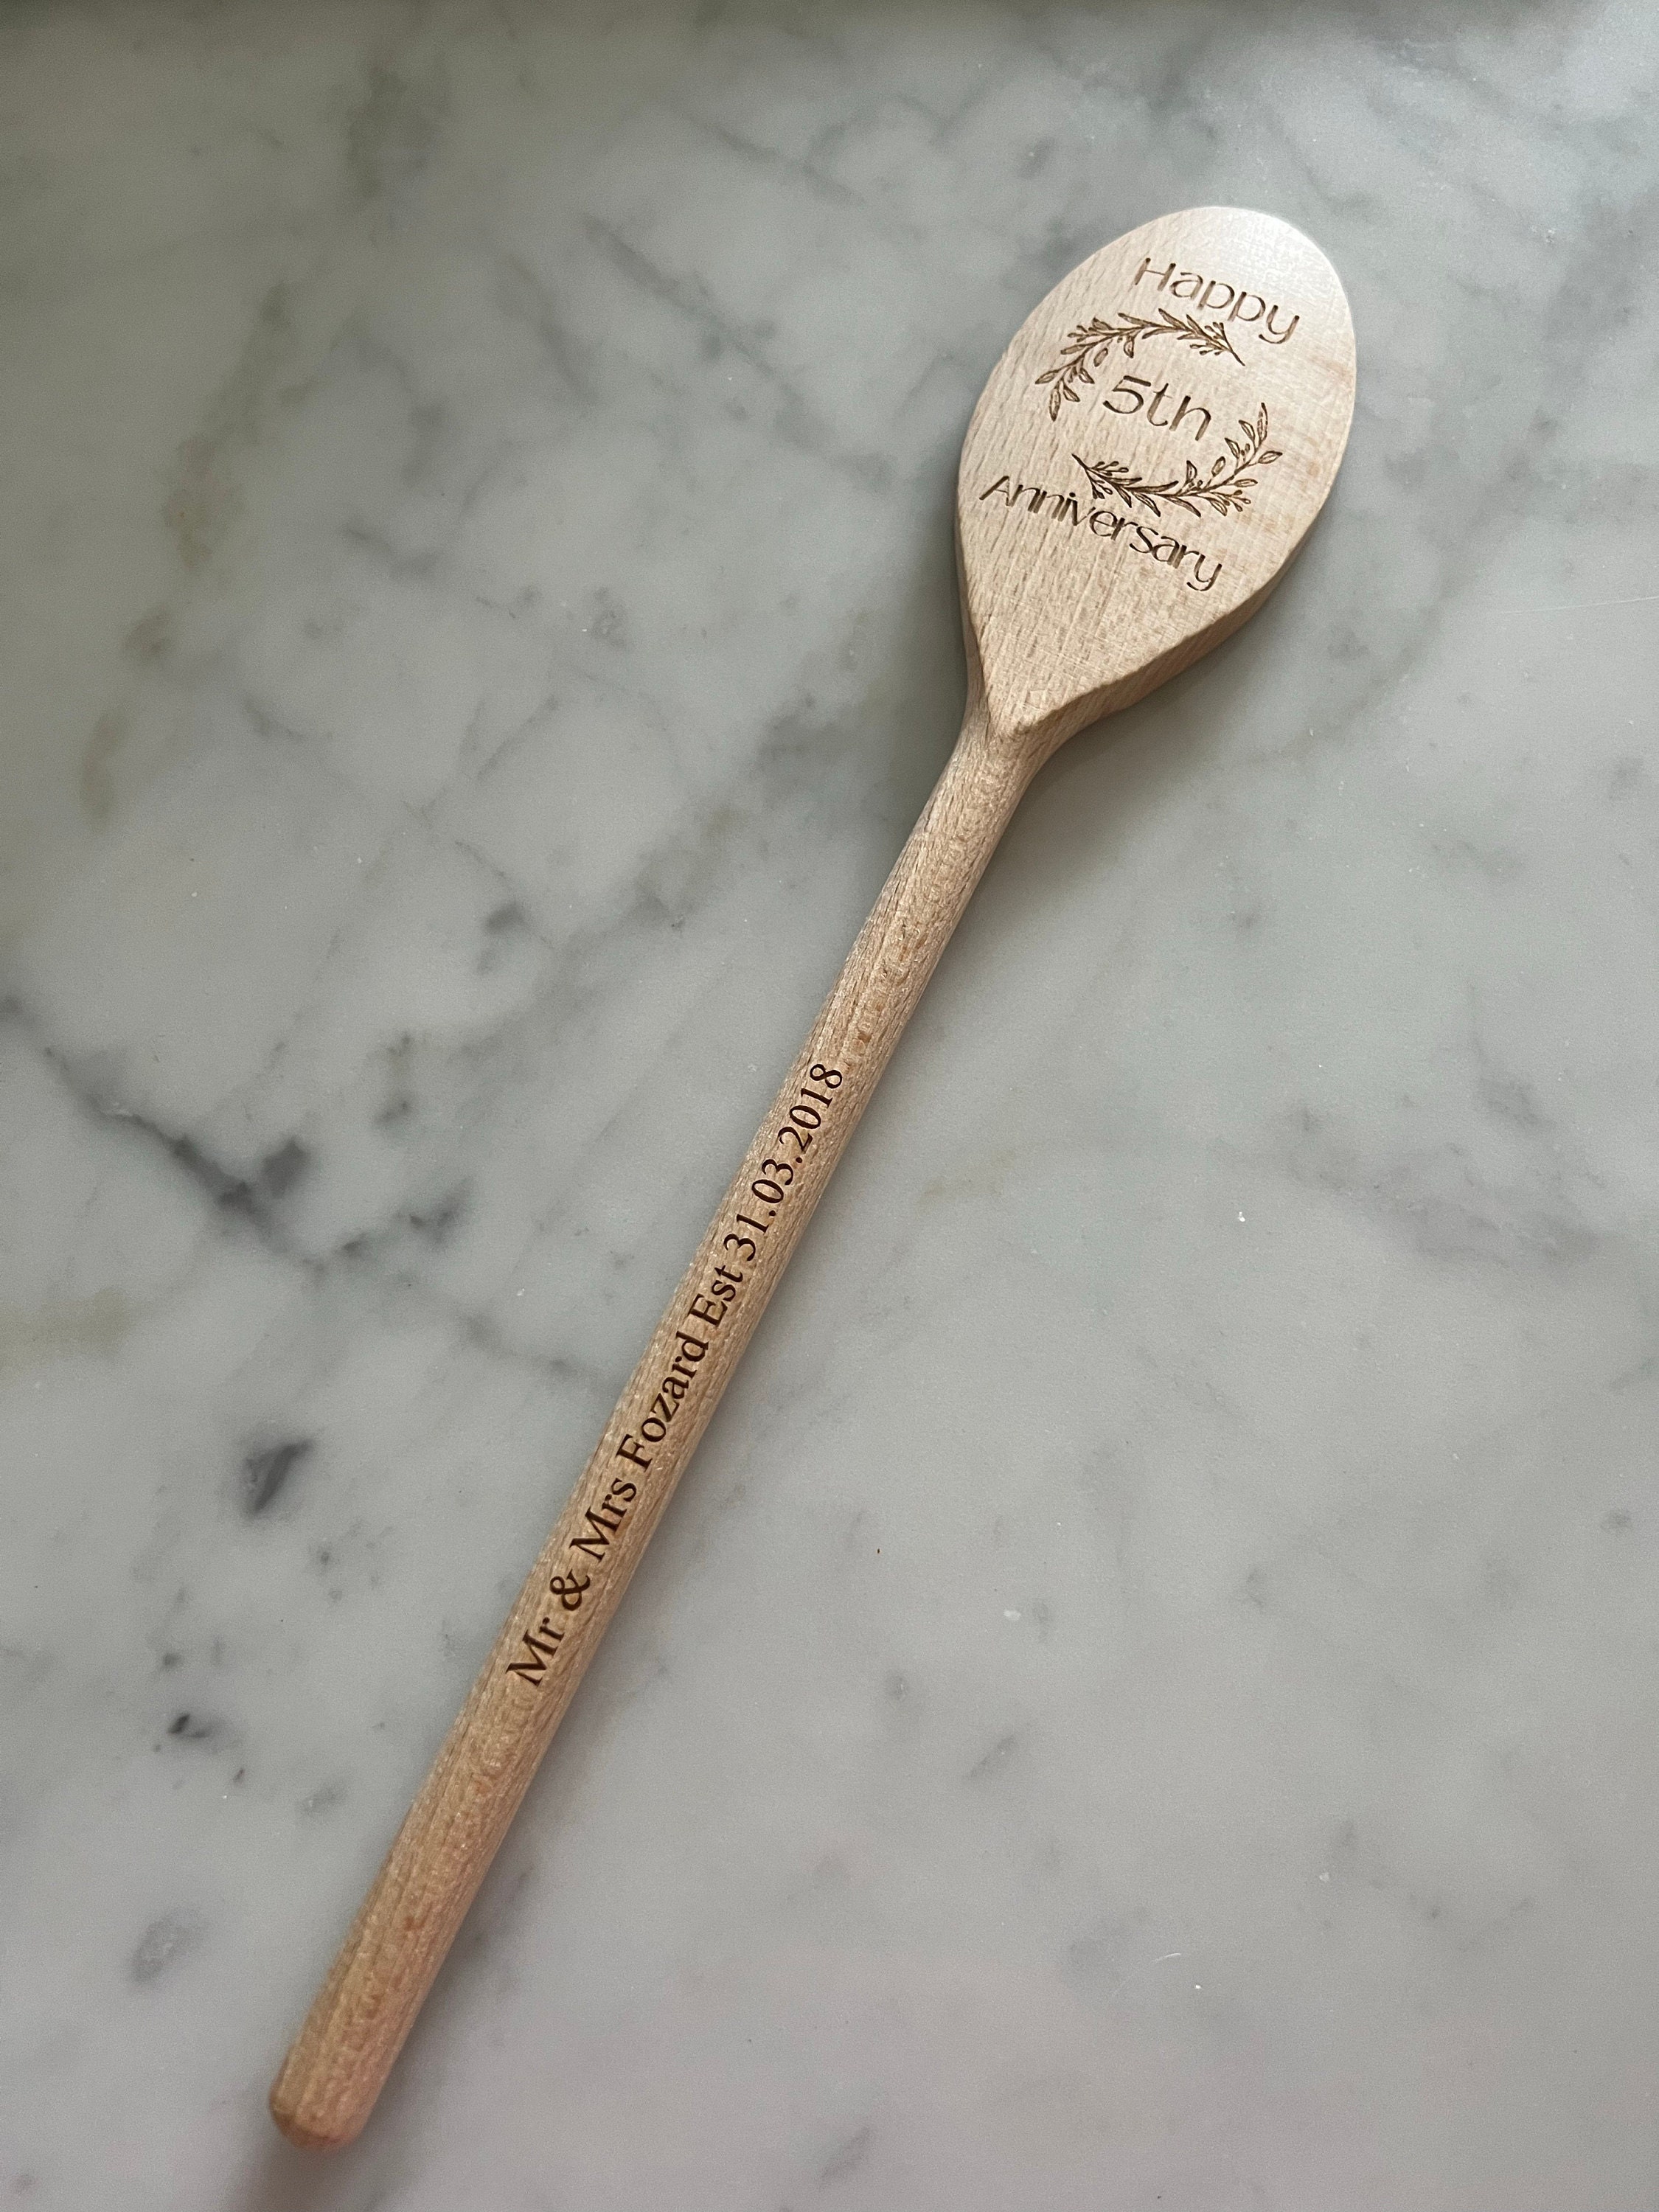 Happy
5th
Anniversary
Mr & Mrs Fozard Est 31.03.2018